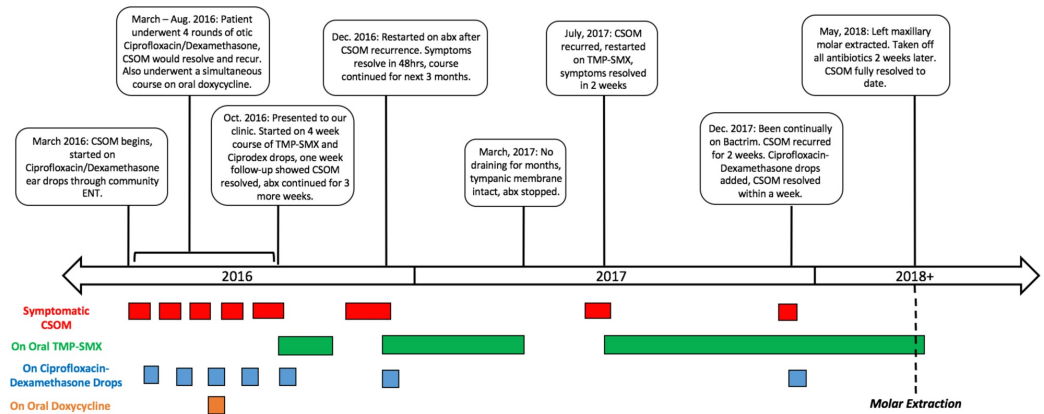 March – Aug. 2016: Patient
underwent 4 rounds of otic
Ciprofloxacin/Dexamethasone,
CSOM would resolve and recur.
Also underwent a simultaneous
course on oral doxycycline.
Dec. 2016: Restarted on abx after
CSOM recurrence. Symptoms
resolve in 48hrs, course
continued for next 3 months.
July, 2017: CSOM
recurred, restarted
on TMP-SMX,
symptoms resolved
in 2 weeks
May, 2018: Left maxillary
molar extracted. Taken off
all antibiotics 2 weeks later.
CSOM fully resolved to
date.
March 2016: CSOM begins,
started on
Ciprofloxacin/Dexamethasone
ear drops through community
ENT.
Oct. 2016: Presented to our
clinic. Started on 4 week
course of TMP-SMX and
Ciprodex drops, one week
follow-up showed CSOM
resolved, abx continued for 3
more weeks.
March, 2017: No
draining for months,
tympanic membrane
intact, abx stopped.
Dec. 2017: Been continually
on Bactrim. CSOM recurred
for 2 weeks. Ciprofloxacin-
Dexamethasone drops
added, CSOM resolved
within a week.
2016
2017
2018+
Symptomatic
CSOM
On Oral TMP-SMX
On Ciprofloxacin-
Dexamethasone Drops
On Oral Doxycycline
Molar Extraction